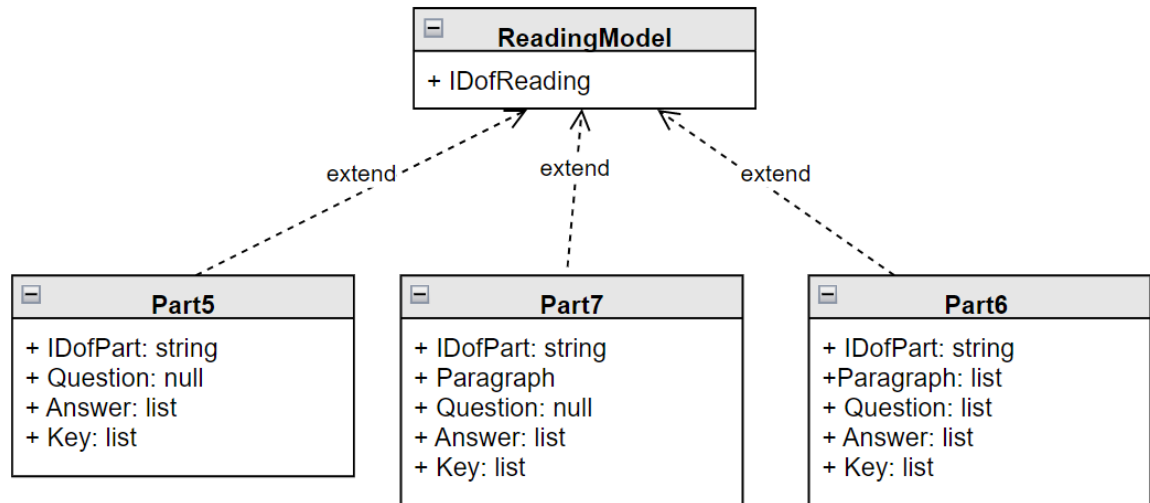 ReadingModel
+ IDofReading
extend
extend
extend
Part5
+ IDofPart: string
+ Question: null
+ Answer: list
+ Key: list
Part7
+ IDofPart: string
+ Paragraph
+ Question: null
+ Answer: list
+ Key: list
Part6
+ IDofPart: string
+Paragraph: list
+ Question: list
+ Answer: list
+ Key: list